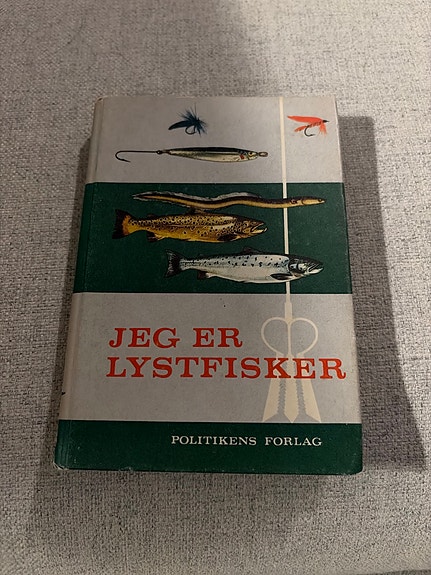 JEG ER
LYSTFISKER
POLITIKENS FORLAG